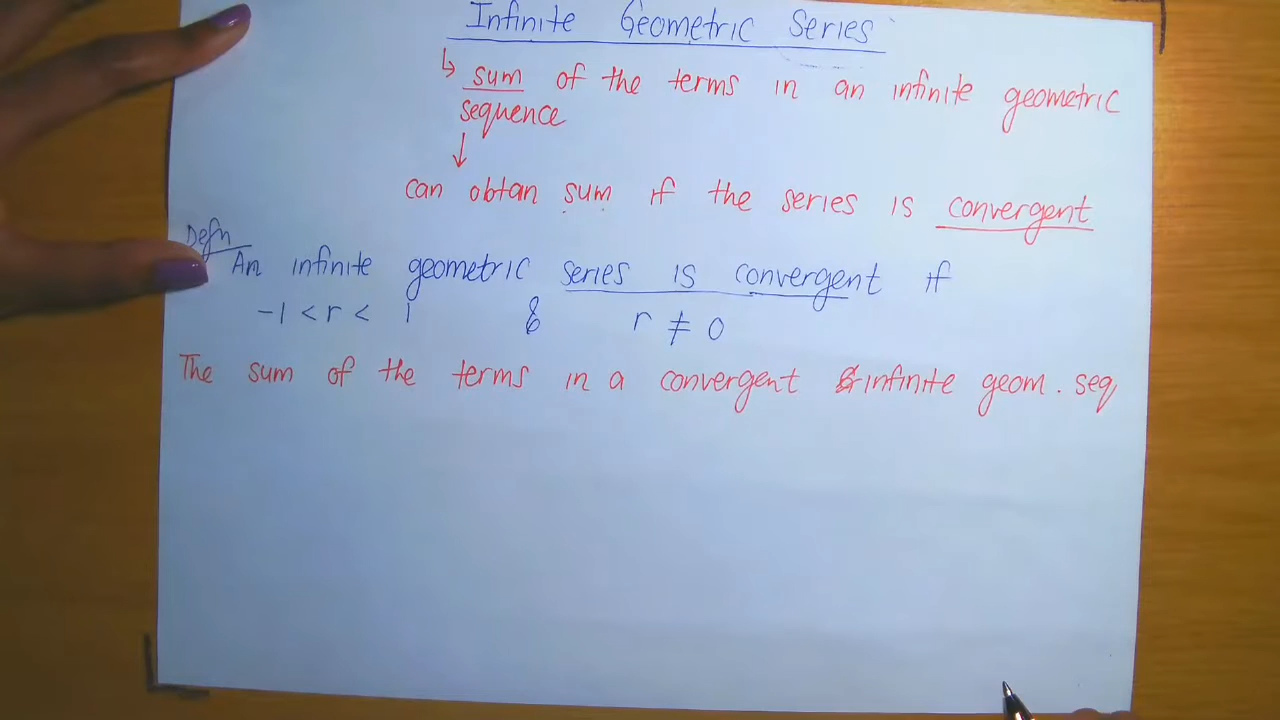 Infinite Geometric Series
↳ sum of the terms in an infinite geometric
sequence
↓
can obtan sum if the series is convergent
Defn
An infinite geometric series is convergent if
-1 < r < 1 & r ≠ 0
The sum of the terms in a convergent infinite geom. seq